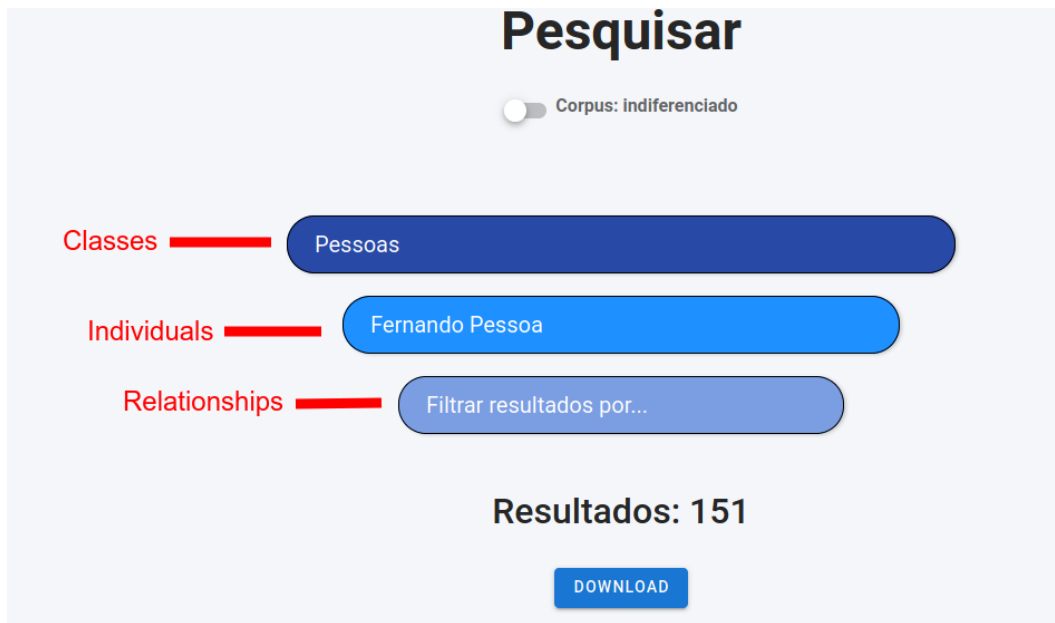 Pesquisar
Corpus: indiferenciado
Classes
Pessoas
Individuals
Fernando Pessoa
Relationships
Filtrar resultados por...
Resultados: 151
DOWNLOAD